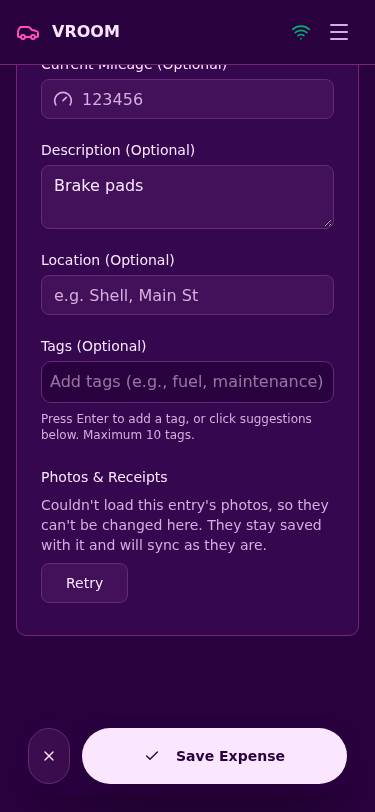 VROOM
Current Mileage (Optional)
123456
Description (Optional)
Brake pads
Location (Optional)
e.g. Shell, Main St
Tags (Optional)
Add tags (e.g., fuel, maintenance)
Press Enter to add a tag, or click suggestions
below. Maximum 10 tags.
Photos & Receipts
Couldn't load this entry's photos, so they
can't be changed here. They stay saved
with it and will sync as they are.
Retry
Save Expense